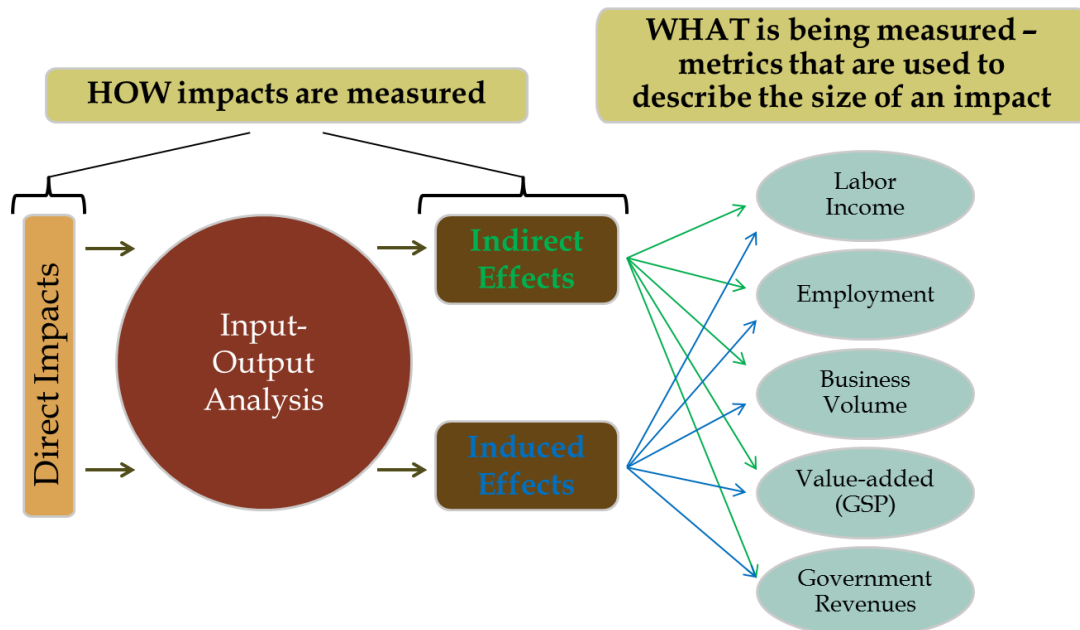 HOW impacts are measured
WHAT is being measured –
metrics that are used to
describe the size of an impact
Direct Impacts
Input-
Output
Analysis
Indirect
Effects
Induced
Effects
Labor
Income
Employment
Business
Volume
Value-added
(GSP)
Government
Revenues